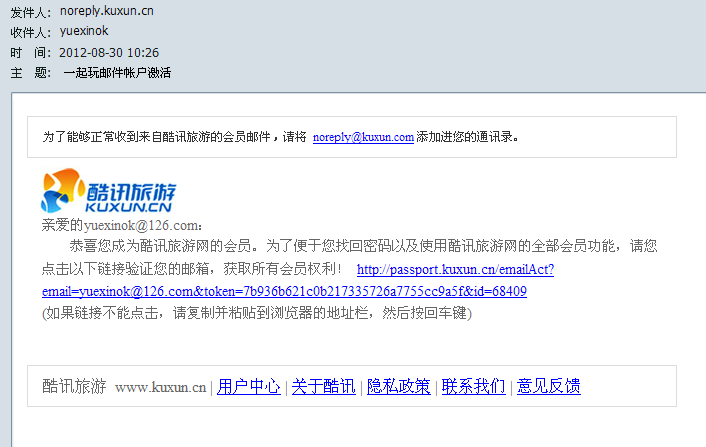 发件人: noreply.kuxun.cn
收件人: yuexinok
时 间: 2012-08-30 10:26
主 题: 一起玩邮件帐户激活
为了能够正常收到来自酷讯旅游的会员邮件，请将 noreply@kuxun.com 添加进您的通讯录。
酷讯旅游
KUXUN.CN
亲爱的yuexinok@126.com:
恭喜您成为酷讯旅游网的会员。为了便于您找回密码以及使用酷讯旅游网的全部会员功能，请您
点击以下链接验证您的邮箱，获取所有会员权利！ http://passport.kuxun.cn/emailAct?
email=yuexinok@126.com&token=7b936b621c0b217335726a7755cc9a5f&id=68409
(如果链接不能点击，请复制并粘贴到浏览器的地址栏，然后按回车键)
酷讯旅游 www.kuxun.cn | 用户中心 | 关于酷讯 | 隐私政策 | 联系我们 | 意见反馈